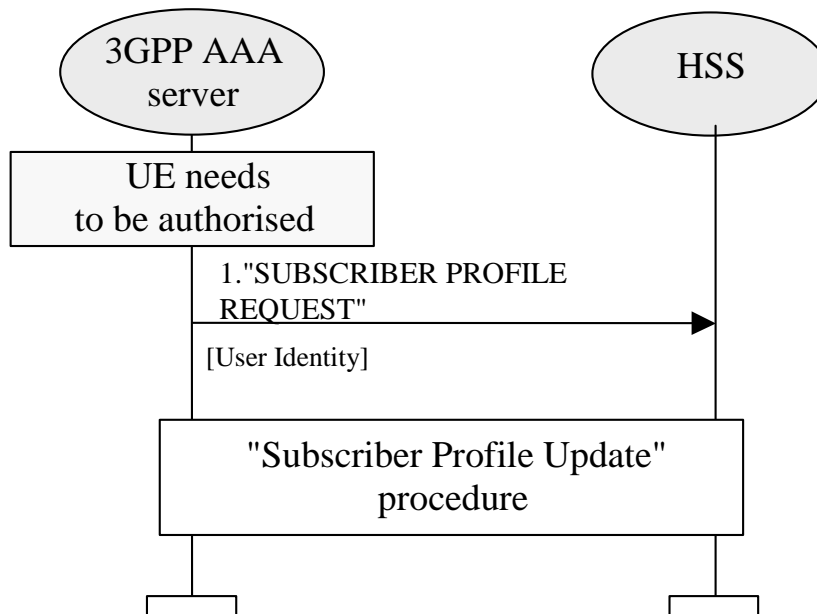 3GPP AAA
server
HSS
UE needs
to be authorised
1."SUBSCRIBER PROFILE
REQUEST"
[User Identity]
"Subscriber Profile Update"
procedure